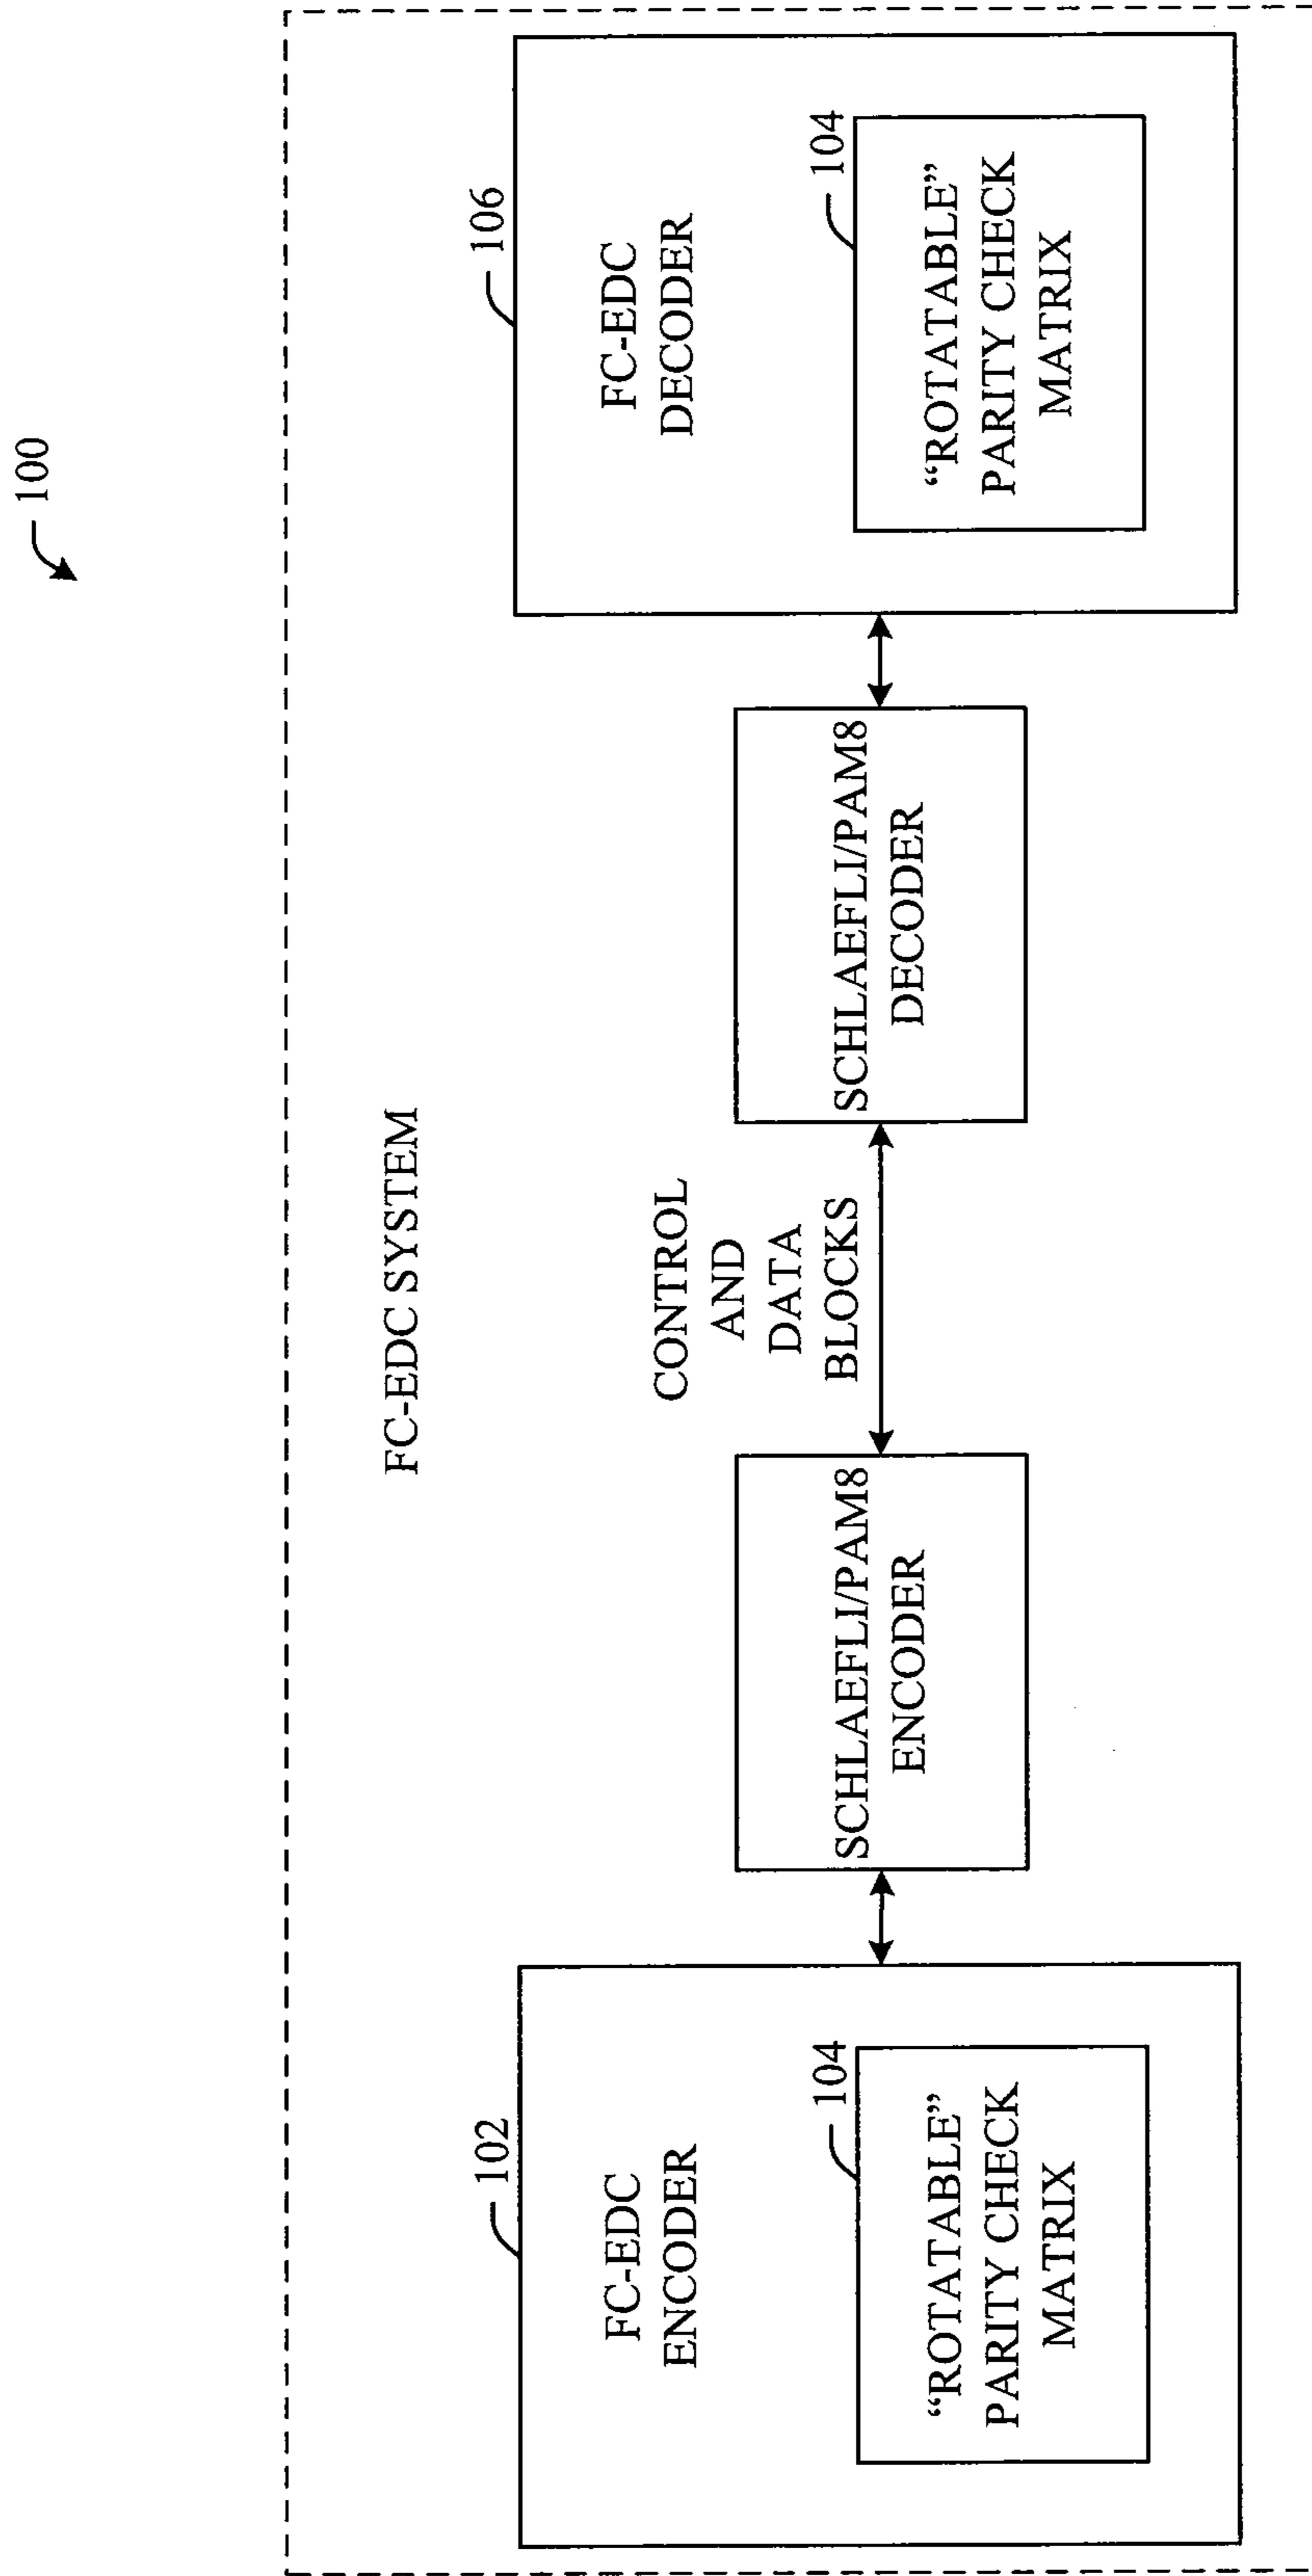 100
FC-EDC SYSTEM
102
FC-EDC
ENCODER
104
“ROTATABLE”
PARITY CHECK
MATRIX
SCHLAEFLI/PAM8
ENCODER
CONTROL
AND
DATA
BLOCKS
SCHLAEFLI/PAM8
DECODER
106
FC-EDC
DECODER
104
“ROTATABLE”
PARITY CHECK
MATRIX